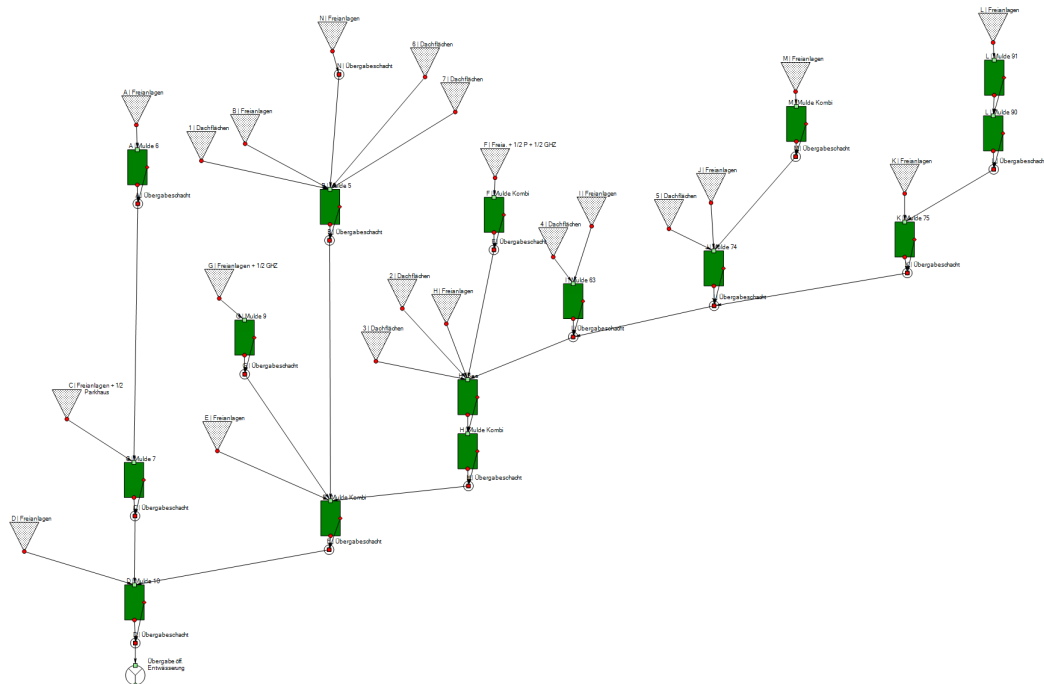 L | Freianlagen
N | Freianlagen
6 | Dachflächen
L | Mulde 91
N | Übergabeschacht
M | Freianlagen
7 | Dachflächen
A | Freianlagen
M | Mulde Kombi
L | Mulde 90
B | Freianlagen
1 | Dachflächen
F | Freia. + 1/2 P + 1/2 GHZ
A | Mulde 6
Übergabeschacht
Übergabeschacht
K | Freianlagen
J | Freianlagen
Mulde 5
5 | Dachflächen
F | Mulde Kombi
I | Freianlagen
Übergabeschacht
K | Mulde 75
4 | Dachflächen
Übergabeschacht
Übergabeschacht
Mulde 74
G | Freianlagen + 1/2 GHZ
Übergabeschacht
Mulde 63
2 | Dachflächen
H | Freianlagen
Übergabeschacht
Mulde 9
3 | Dachflächen
Übergabeschacht
Übergabeschacht
C | Freianlagen + 1/2
Parkhaus
E | Freianlagen
H | Mulde Kombi
Mulde 7
Übergabeschacht
Mulde Kombi
Übergabeschacht
D | Freianlagen
Übergabeschacht
D | Mulde 10
Übergabeschacht
Übergabe öff.
Entwässerung